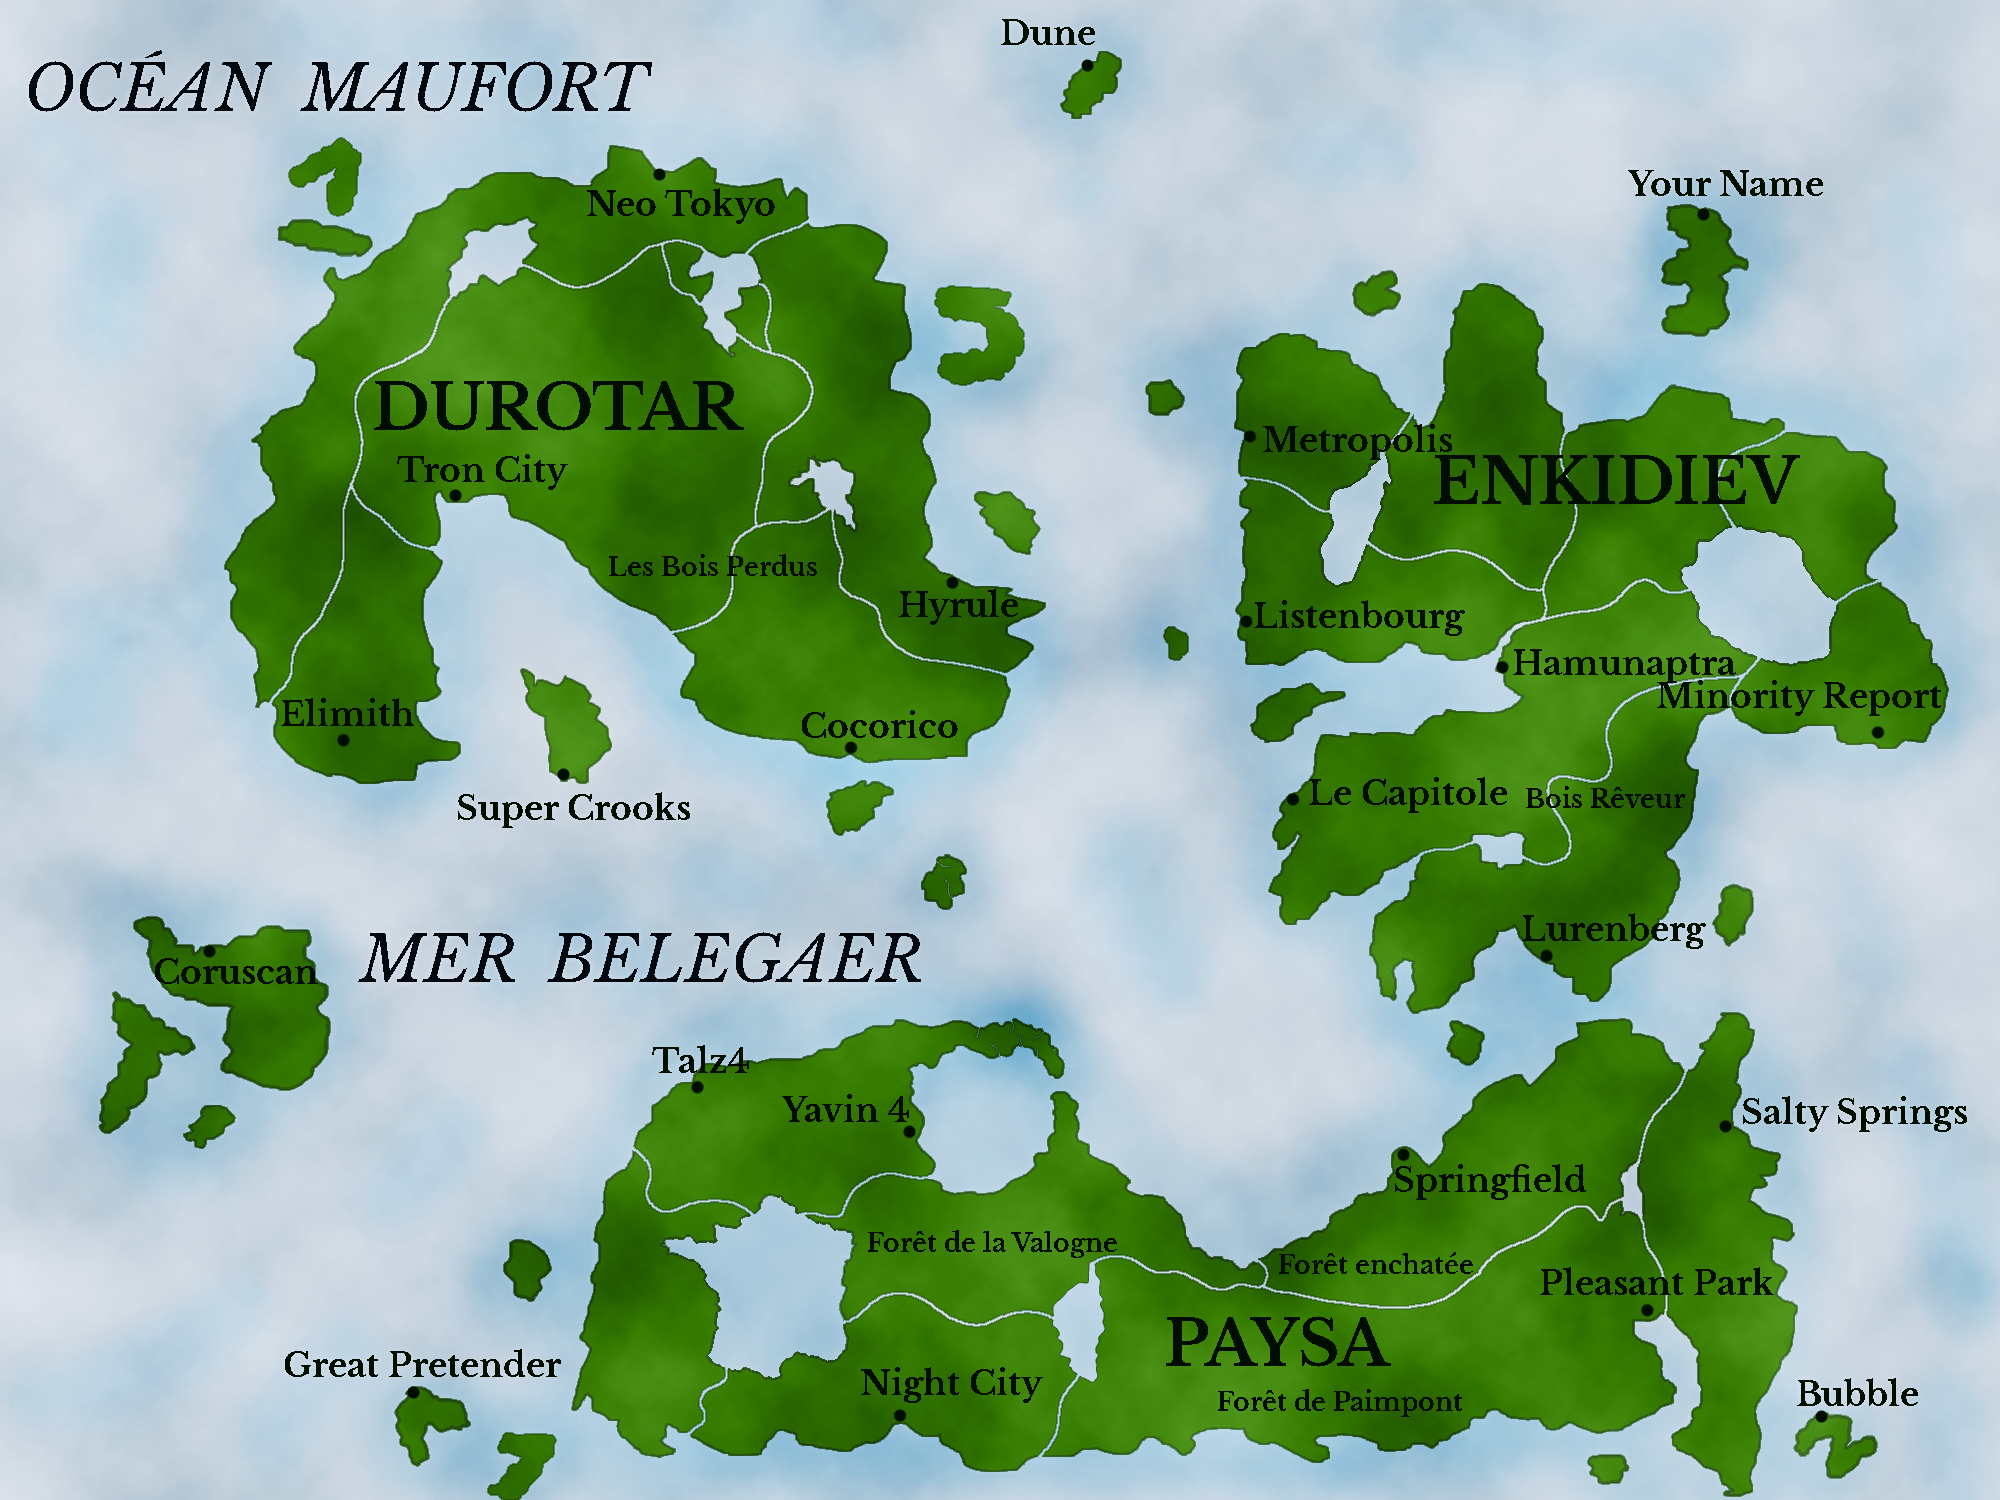 Dune
OCÉAN MAUFORT
Your Name
Neo Tokyo
DUROTAR
Metropolis
Tron City
ENKIDIEV
Les Bois Perdus
Hyrule
Listenbourg
Hamunaptra
Minority Report
Elimith
Cocorico
Super Crooks
Le Capitole
Bois Rêveur
Lurenberg
MER BELEGAER
Coruscan
Talz4
Yavin 4
Salty Springs
Springfield
Forêt de la Valogne
Forêt enchatée
Pleasant Park
PAYSA
Great Pretender
Night City
Forêt de Paimpont
Bubble